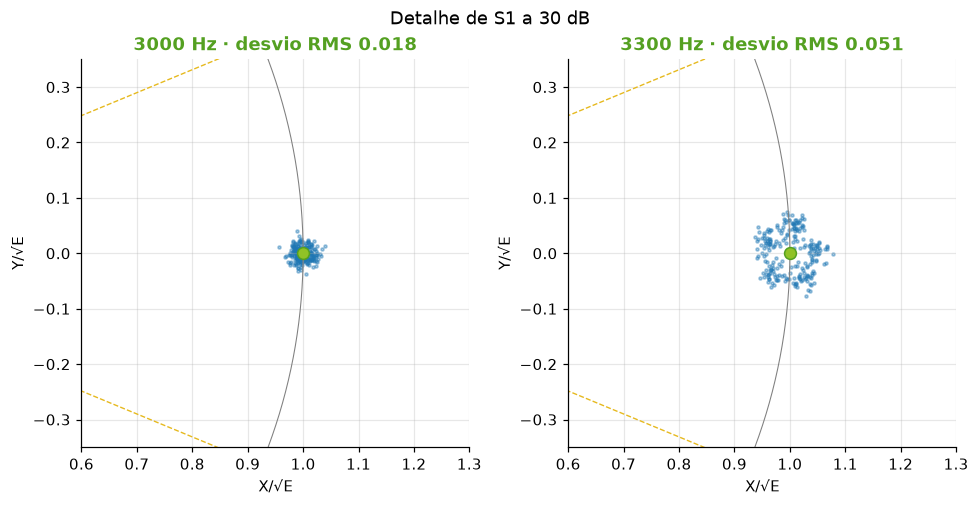 Detalhe de S1 a 30 dB
3000 Hz · desvio RMS 0.018
3300 Hz · desvio RMS 0.051
0.3
0.2
0.1
0.0
−0.1
−0.2
−0.3
Y/√E
0.6 0.7 0.8 0.9 1.0 1.1 1.2 1.3
X/√E
0.3
0.2
0.1
0.0
−0.1
−0.2
−0.3
Y/√E
0.6 0.7 0.8 0.9 1.0 1.1 1.2 1.3
X/√E